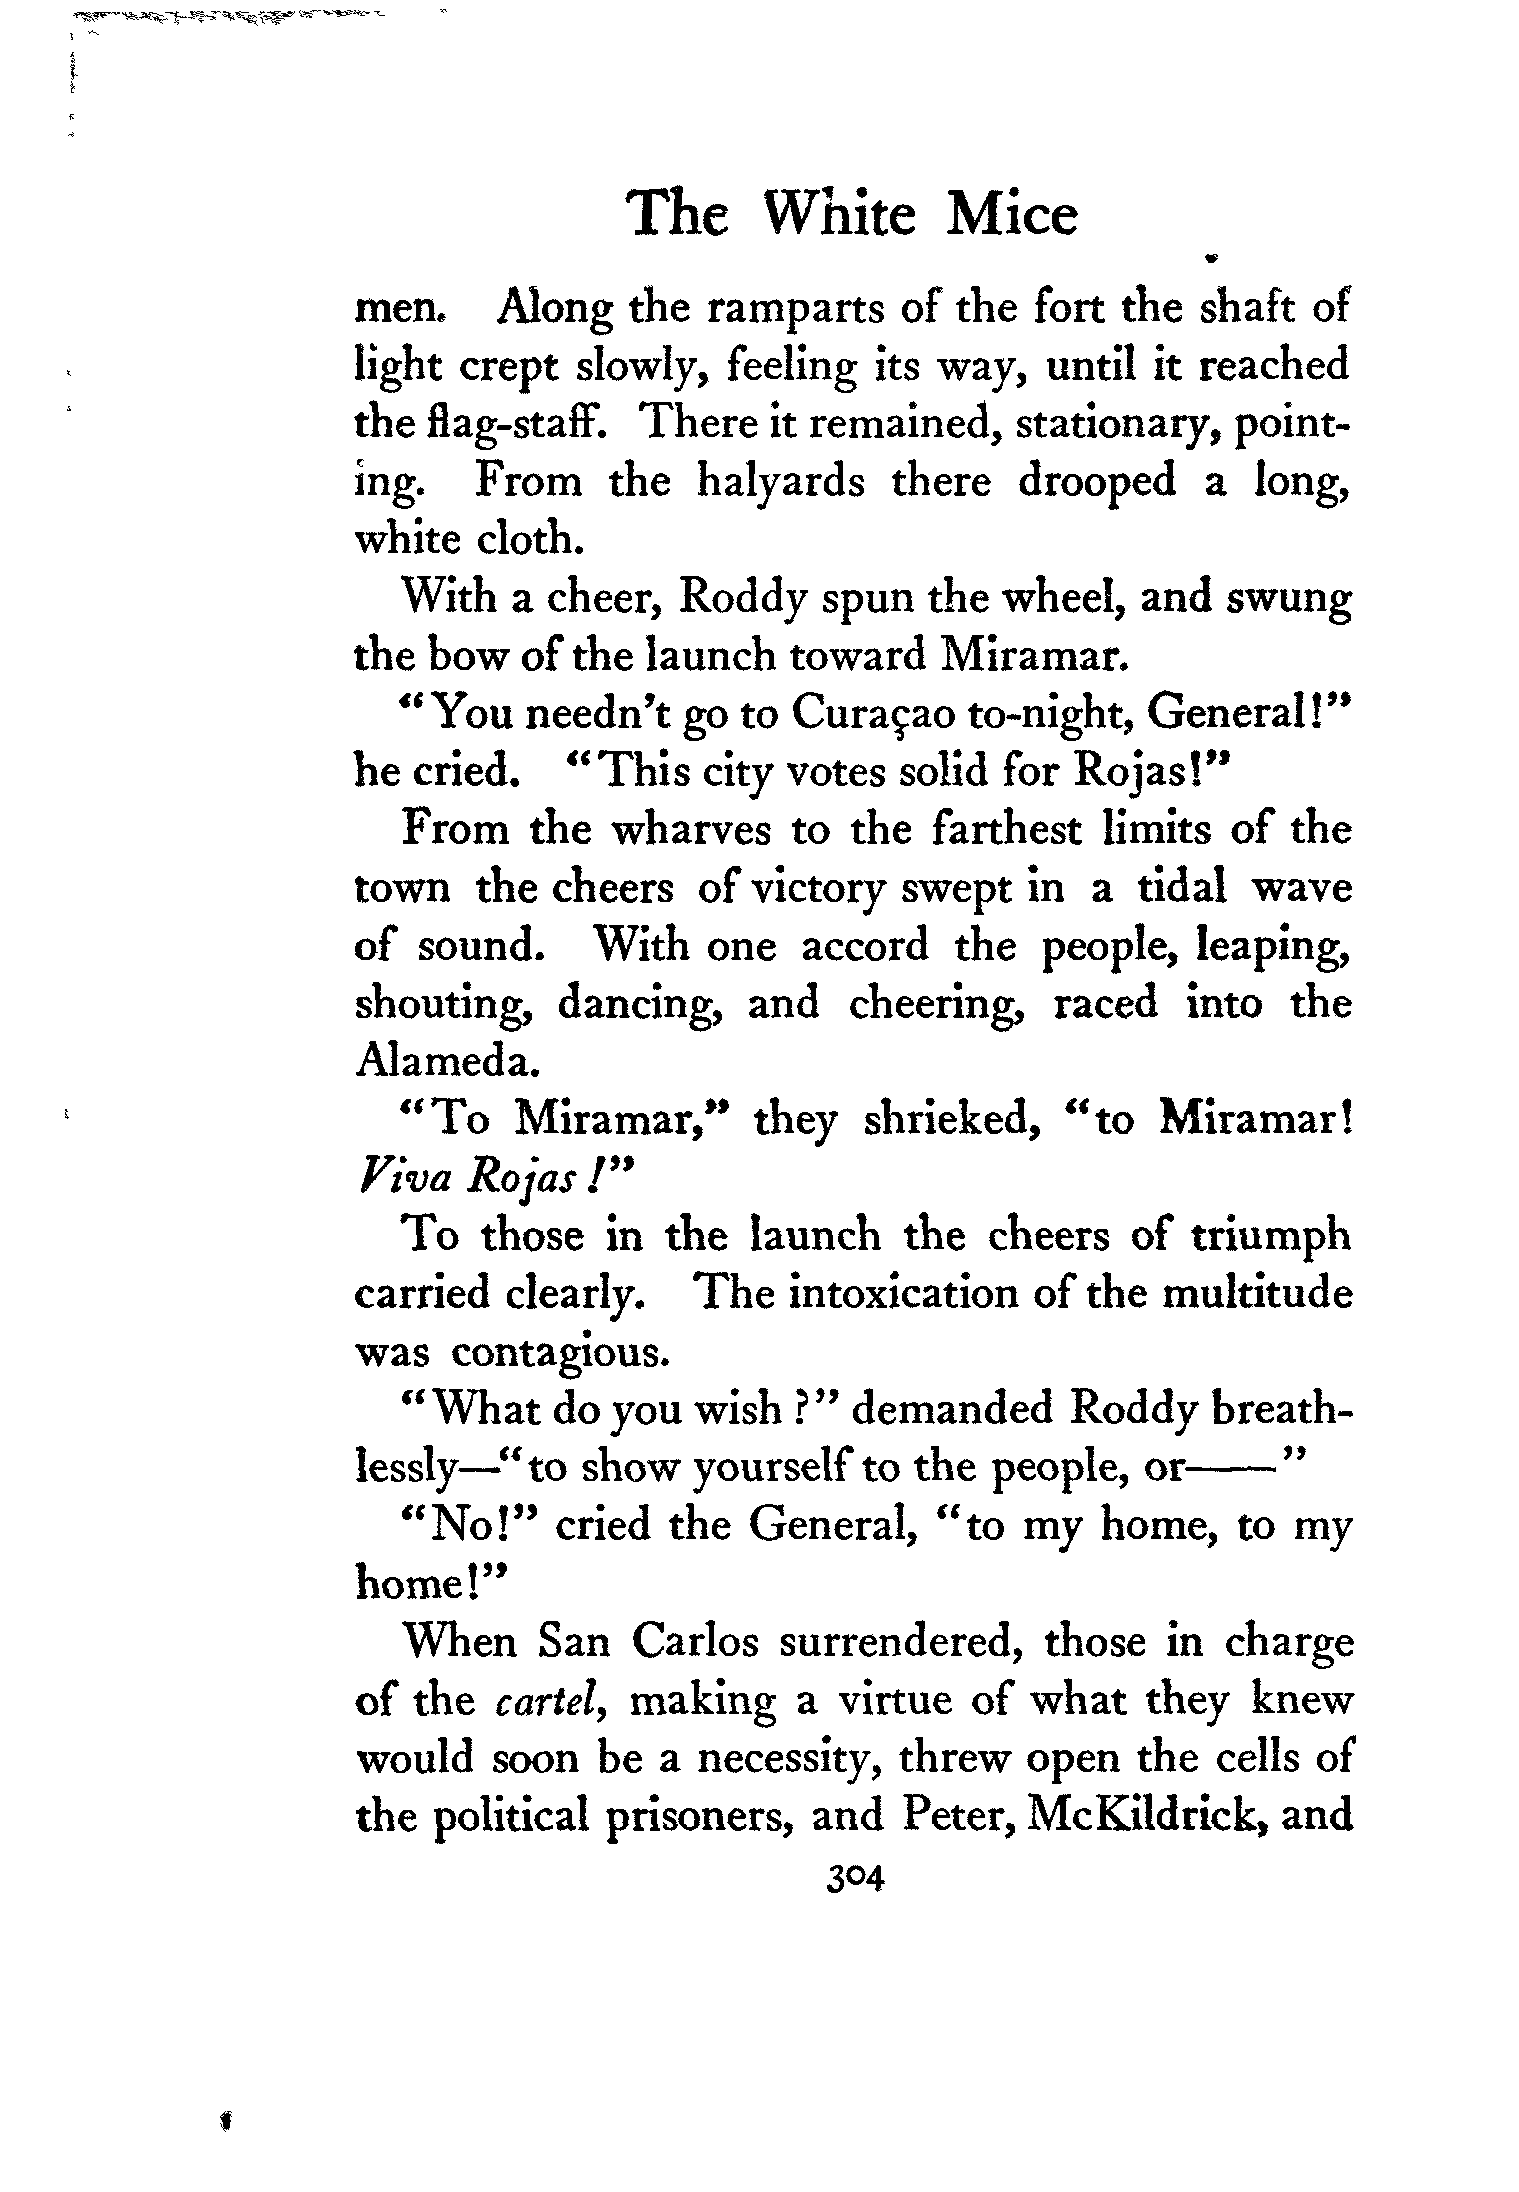 The White Mice
men. Along the ramparts of the fort the shaft of
light crept slowly, feeling its way, until it reached
the flag-staff. There it remained, stationary, point-
ing. From the halyards there drooped a long,
white cloth.
With a cheer, Roddy spun the wheel, and swung
the bow of the launch toward Miramar.
“You needn’t go to Curaçao to-night, General!”
he cried. “This city votes solid for Rojas!”
From the wharves to the farthest limits of the
town the cheers of victory swept in a tidal wave
of sound. With one accord the people, leaping,
shouting, dancing, and cheering, raced into the
Alameda.
“To Miramar,” they shrieked, “to Miramar!
Viva Rojas!”
To those in the launch the cheers of triumph
carried clearly. The intoxication of the multitude
was contagious.
“What do you wish?” demanded Roddy breath-
lessly—“to show yourself to the people, or——”
“No!” cried the General, “to my home, to my
home!”
When San Carlos surrendered, those in charge
of the cartel, making a virtue of what they knew
would soon be a necessity, threw open the cells of
the political prisoners, and Peter, McKildrick, and
304